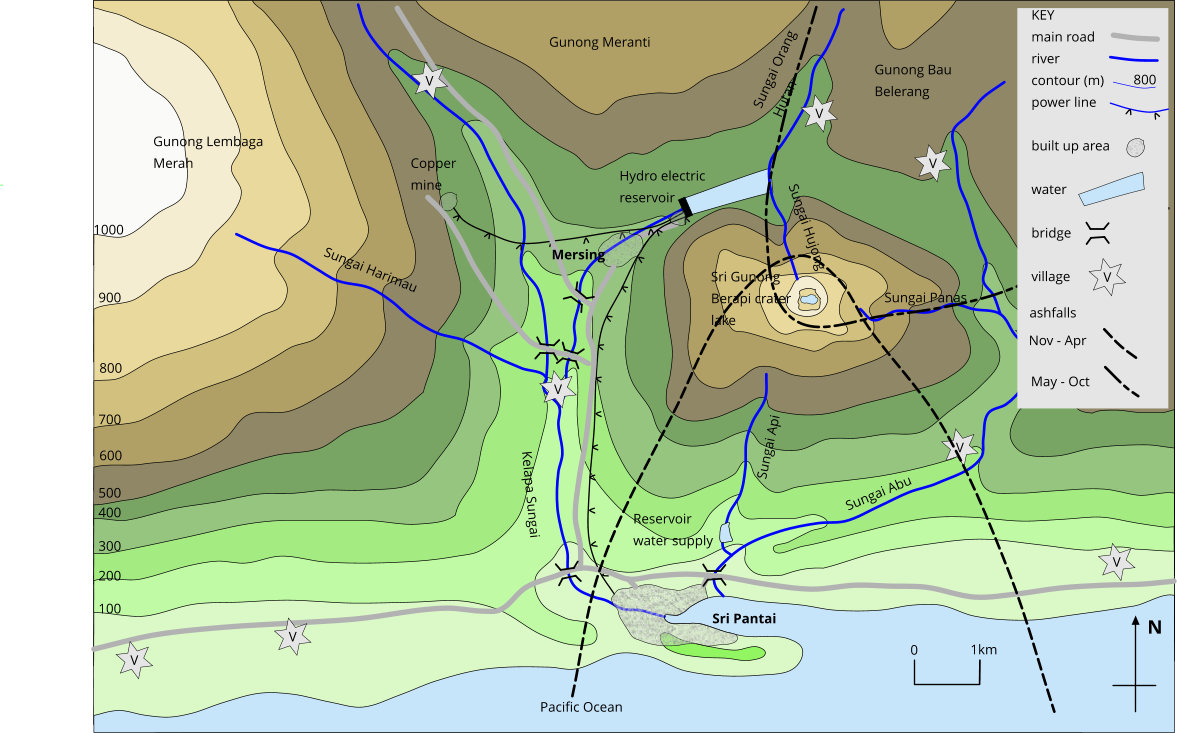 KEY
main road
river
contour (m)
800
power line
built up area
water
bridge
village
V
ashfalls
Nov - Apr
May - Oct
Gunong Meranti
Sungai Orang
Hutan
Gunong Bau
Belerang
V
V
V
Gunong Lembaga
Merah
Copper
mine
Hydro electric
reservoir
Sungai Hujong
1000
Sungai Harimau
Mersing
Sri Gunong
Berapi crater
lake
Sungai Panas
900
800
V
700
600
500
400
300
200
100
Kelapa Sungai
Sungai Api
V
Sungai Abu
Reservoir
water supply
V
Sri Pantai
V
V
N
0
1km
Pacific Ocean